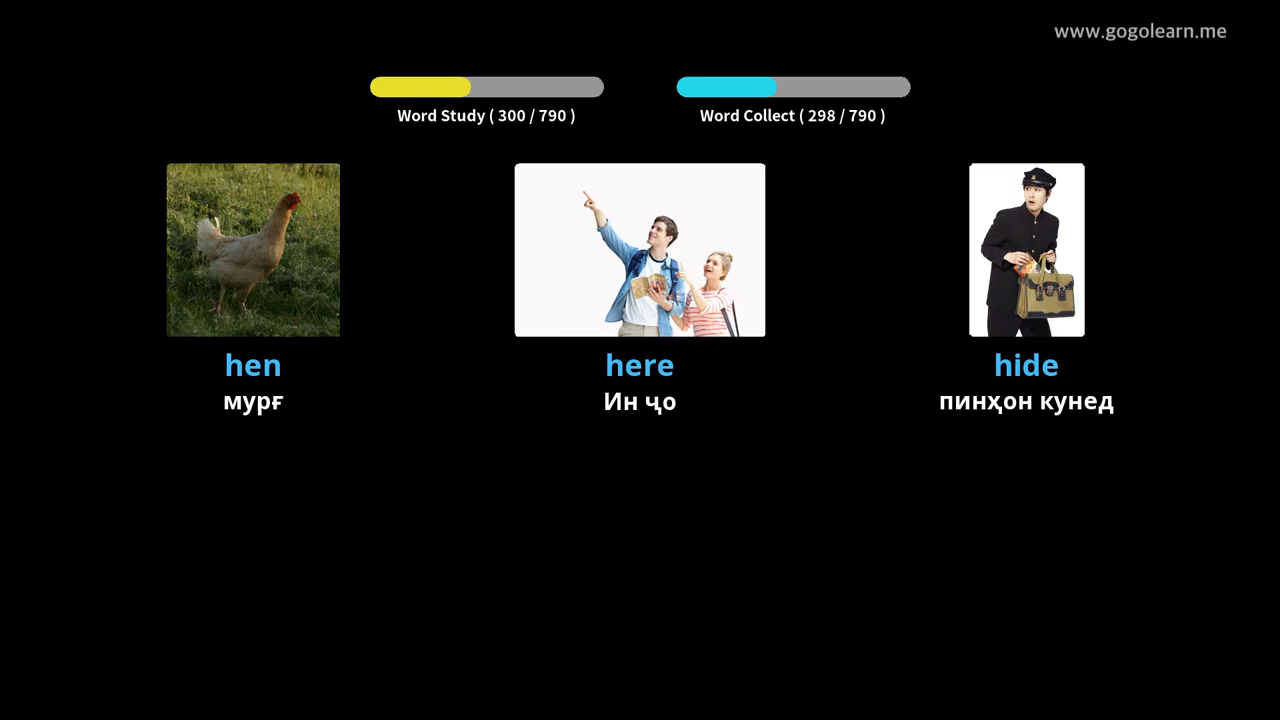 www.gogolearn.me
Word Study ( 300 / 790 )
Word Collect ( 298 / 790 )
hen
мурғ
here
Ин ҷо
hide
пинҳон кунед